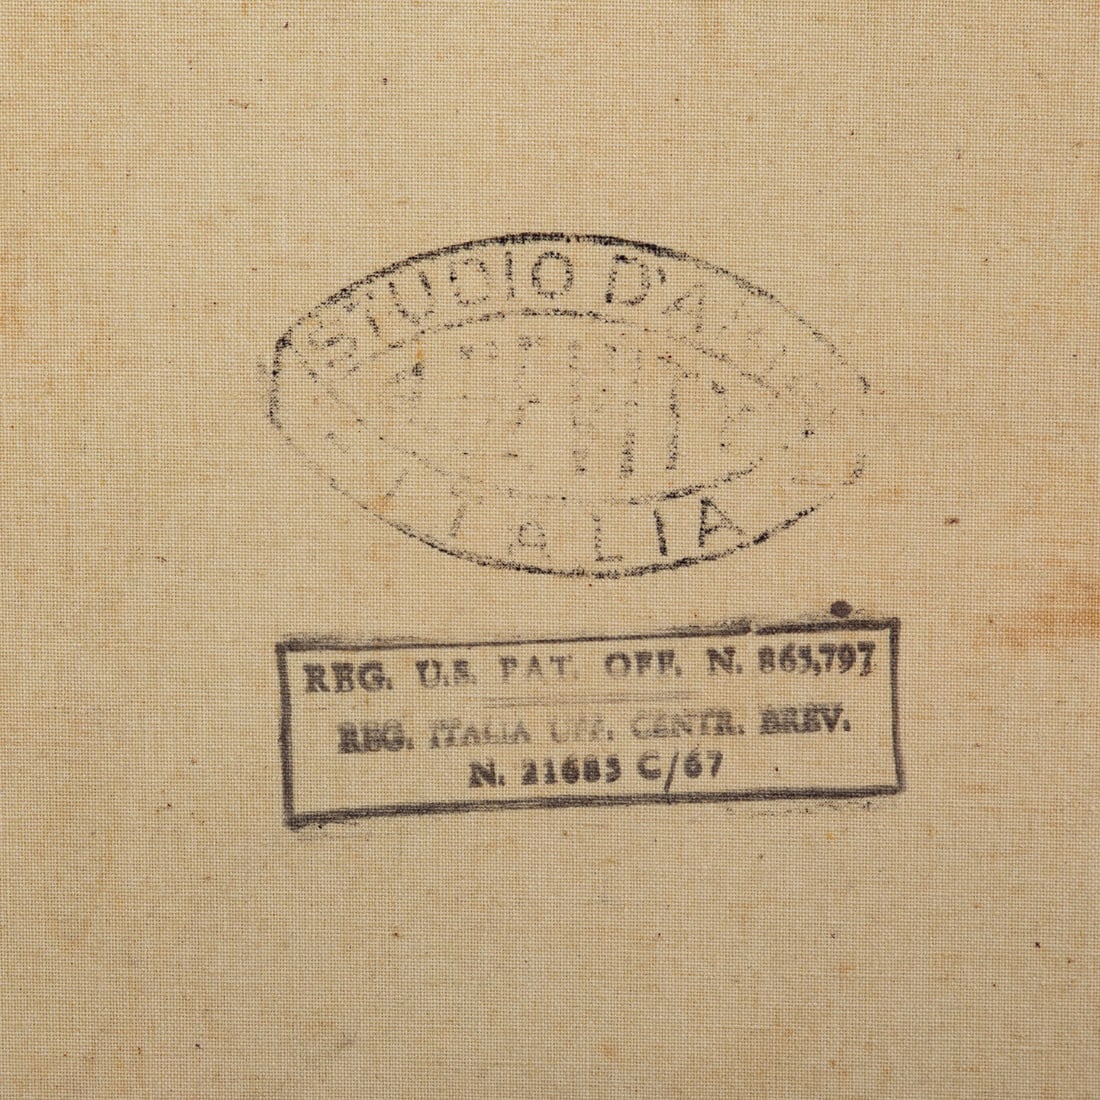 STUDIO D'A
ITALIA
REG. U.S. PAT. OFF. N. 865,797
REG. ITALIA UFF. CENTR. BREV.
N. 21685 C/67